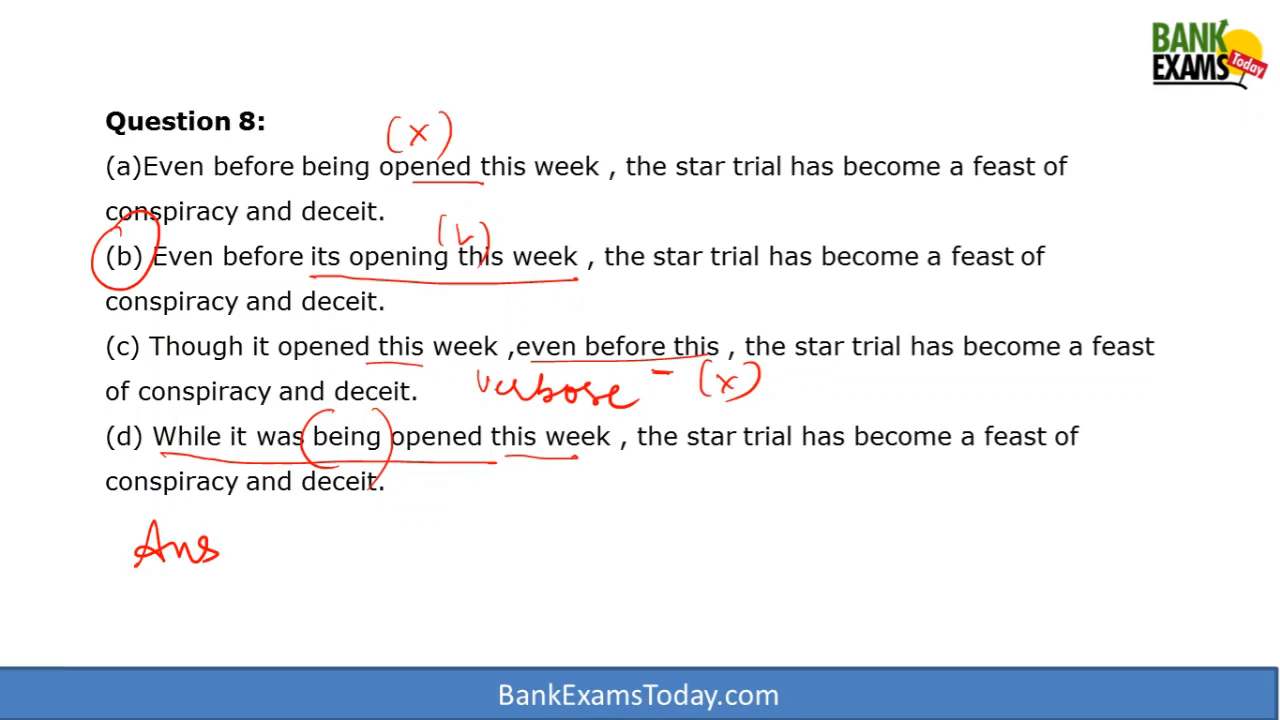 BANK
EXAMS Today
Question 8:
(x)
(a)Even before being opened this week , the star trial has become a feast of
conspiracy and deceit.
(b) Even before its opening this week , the star trial has become a feast of
conspiracy and deceit.
(c) Though it opened this week ,even before this , the star trial has become a feast
of conspiracy and deceit.
verbose - (x)
(d) While it was being opened this week , the star trial has become a feast of
conspiracy and deceit.
Ans
BankExamsToday.com